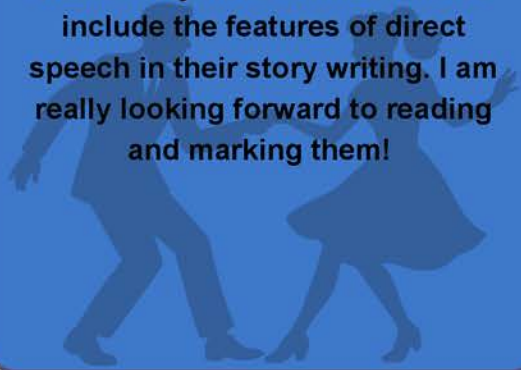 include the features of direct
speech in their story writing. I am
really looking forward to reading
and marking them!